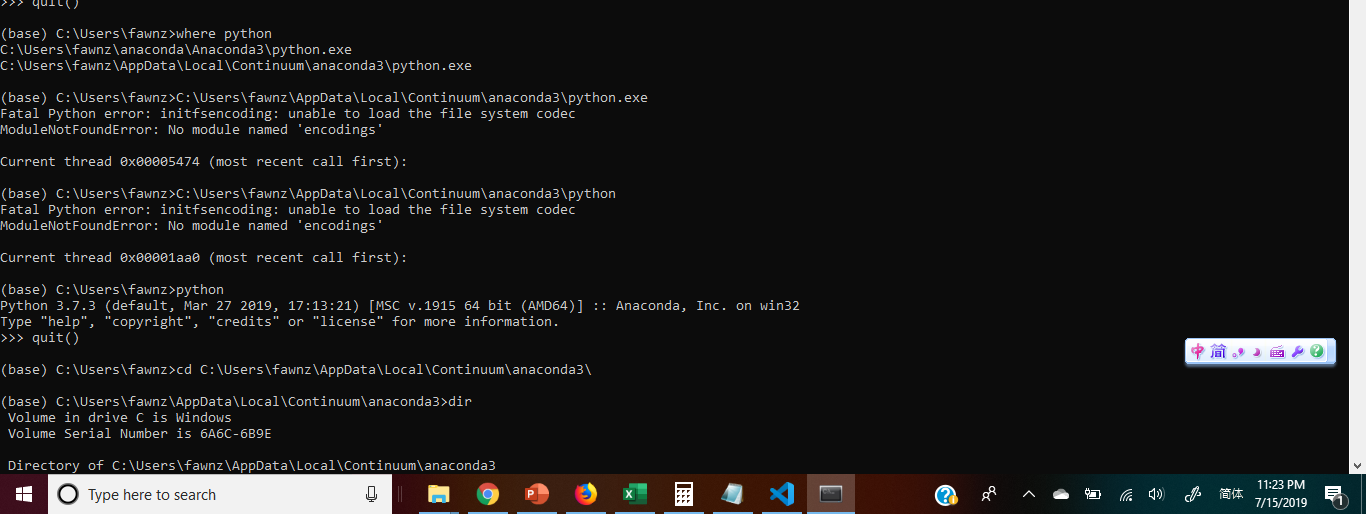 >>> quit()
(base) C:\Users\fawnz>where python
C:\Users\fawnz\anaconda\Anaconda3\python.exe
C:\Users\fawnz\AppData\Local\Continuum\anaconda3\python.exe
(base) C:\Users\fawnz>C:\Users\fawnz\AppData\Local\Continuum\anaconda3\python.exe
Fatal Python error: initfsencoding: unable to load the file system codec
ModuleNotFoundError: No module named 'encodings'
Current thread 0x00005474 (most recent call first):
(base) C:\Users\fawnz>C:\Users\fawnz\AppData\Local\Continuum\anaconda3\python
Fatal Python error: initfsencoding: unable to load the file system codec
ModuleNotFoundError: No module named 'encodings'
Current thread 0x00001aa0 (most recent call first):
(base) C:\Users\fawnz>python
Python 3.7.3 (default, Mar 27 2019, 17:13:21) [MSC v.1915 64 bit (AMD64)] :: Anaconda, Inc. on win32
Type "help", "copyright", "credits" or "license" for more information.
>>> quit()
中 简
(base) C:\Users\fawnz>cd C:\Users\fawnz\AppData\Local\Continuum\anaconda3\
(base) C:\Users\fawnz\AppData\Local\Continuum\anaconda3>dir
 Volume in drive C is Windows
 Volume Serial Number is 6A6C-6B9E
 Directory of C:\Users\fawnz\AppData\Local\Continuum\anaconda3
Type here to search
简体
11:23 PM
7/15/2019
1